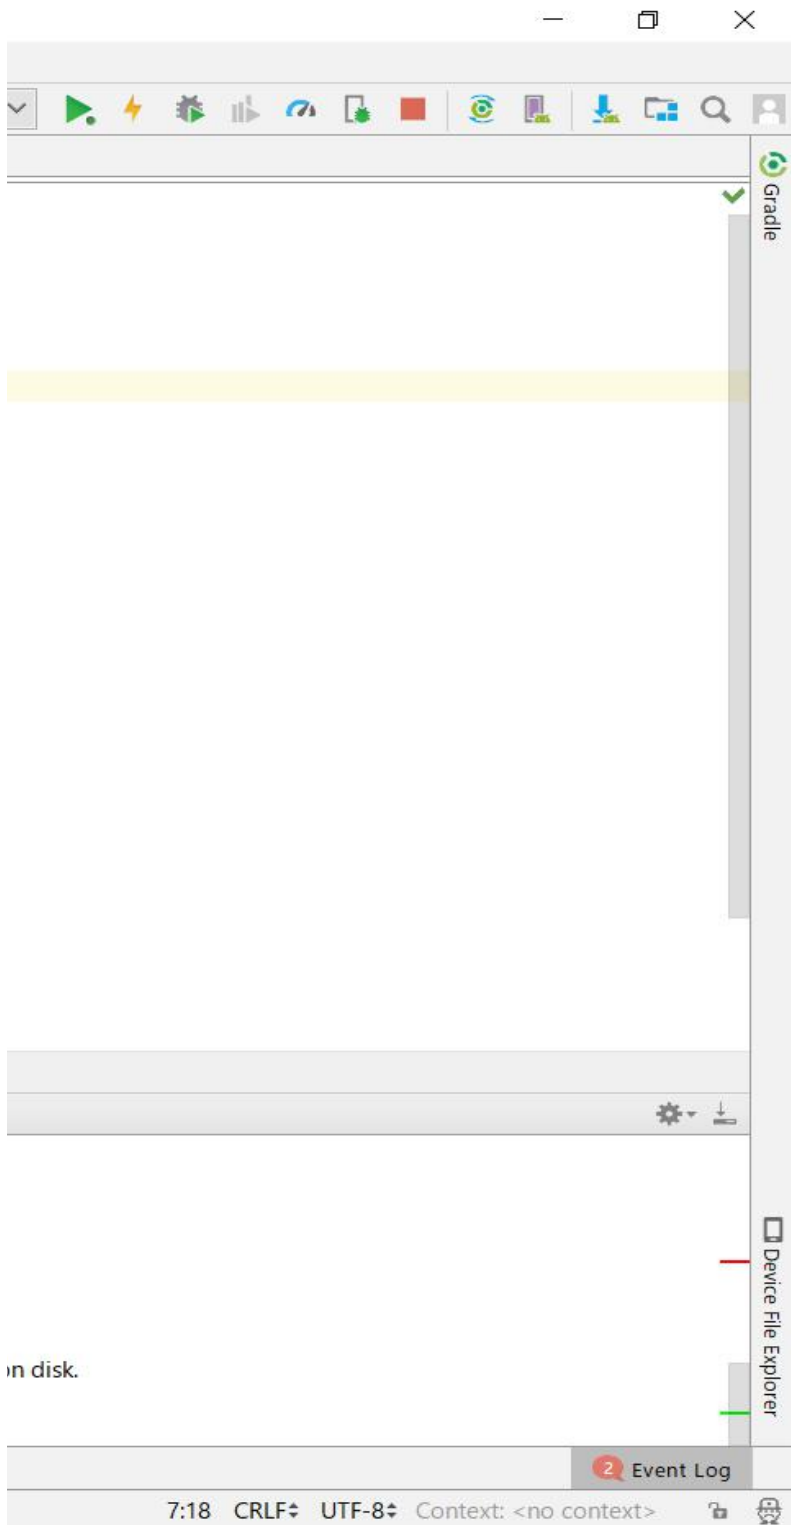 Gradle
Device File Explorer
on disk.
2 Event Log
7:18 CRLF UTF-8 Context: <no context>